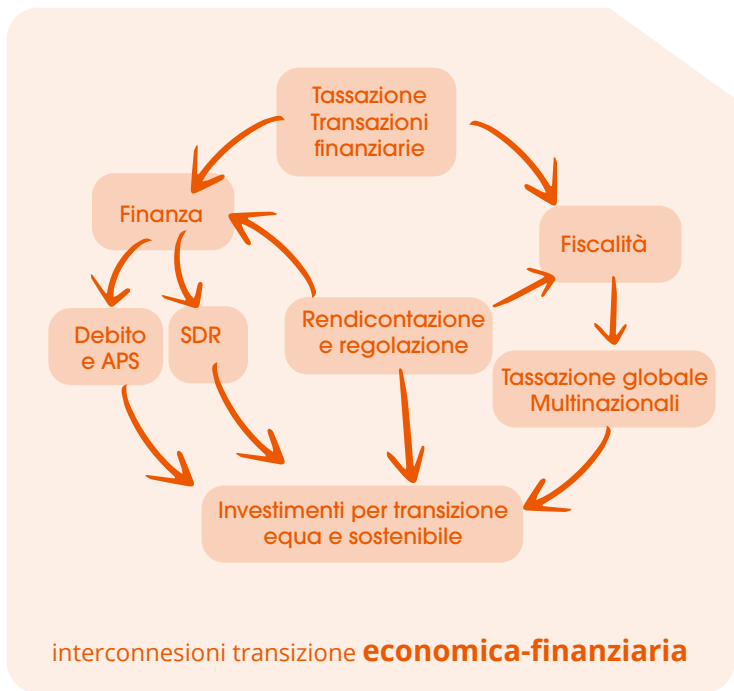 Tassazione
Transazioni
finanziarie
Finanza
Fiscalità
Rendicontazione
e regolazione
Debito
e APS
SDR
Tassazione globale
Multinazionali
Investimenti per transizione
equa e sostenibile
interconnesioni transizione economica-finanziaria